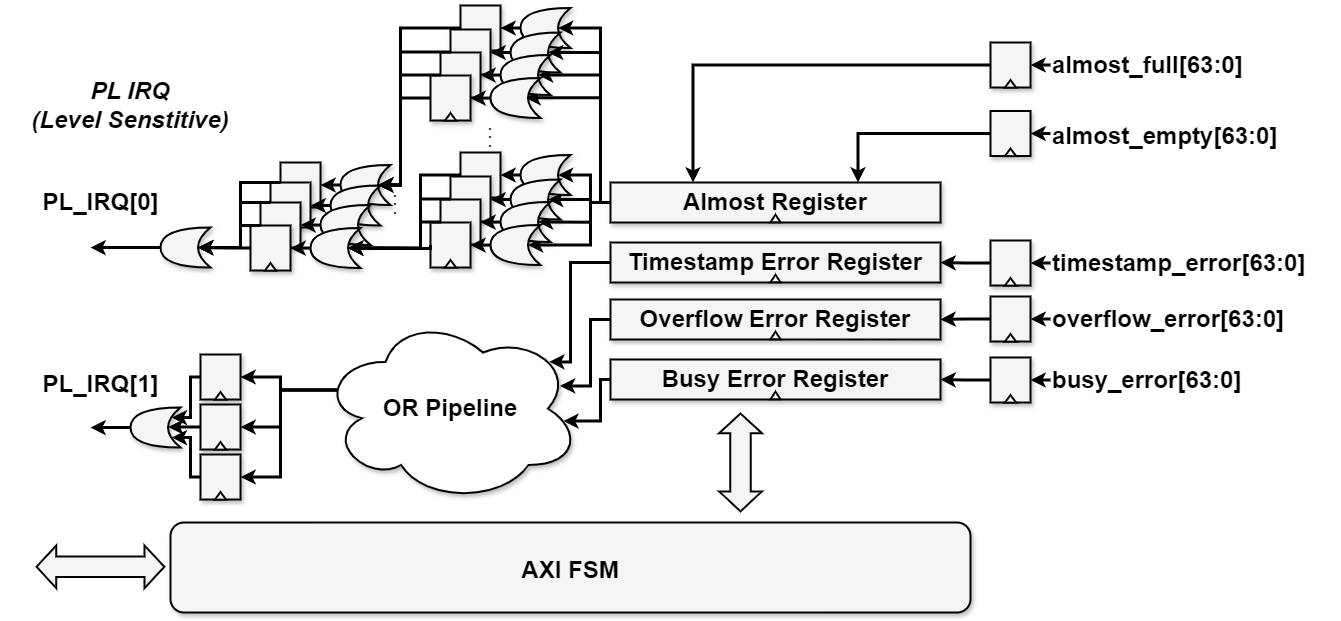 PL IRQ
(Level Senstitive)
almost_full[63:0]
almost_empty[63:0]
PL_IRQ[0]
Almost Register
Timestamp Error Register
timestamp_error[63:0]
Overflow Error Register
overflow_error[63:0]
Busy Error Register
busy_error[63:0]
PL_IRQ[1]
OR Pipeline
AXI FSM